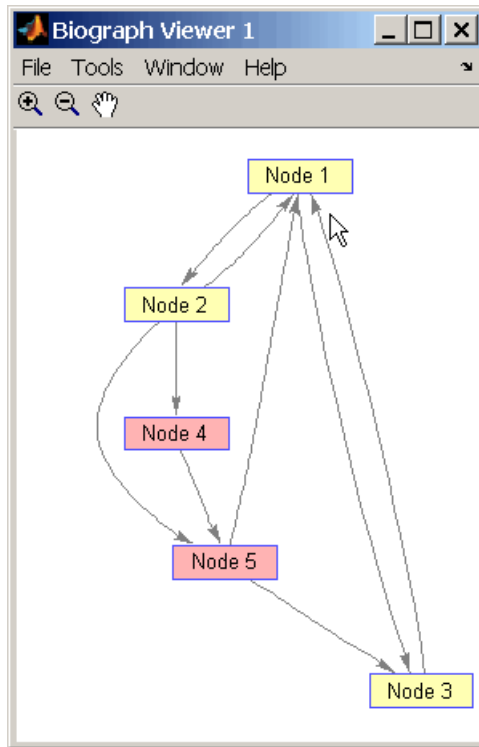 Biograph Viewer 1
File Tools Window Help
Node 1
Node 2
Node 4
Node 5
Node 3